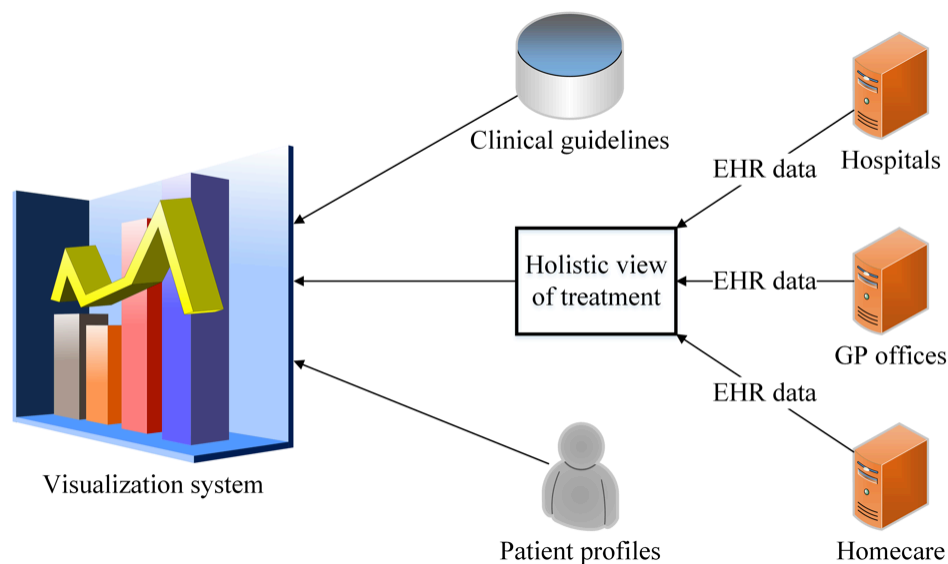 Clinical guidelines
EHR data
Hospitals
Holistic view
of treatment
EHR data
GP offices
EHR data
Visualization system
Patient profiles
Homecare